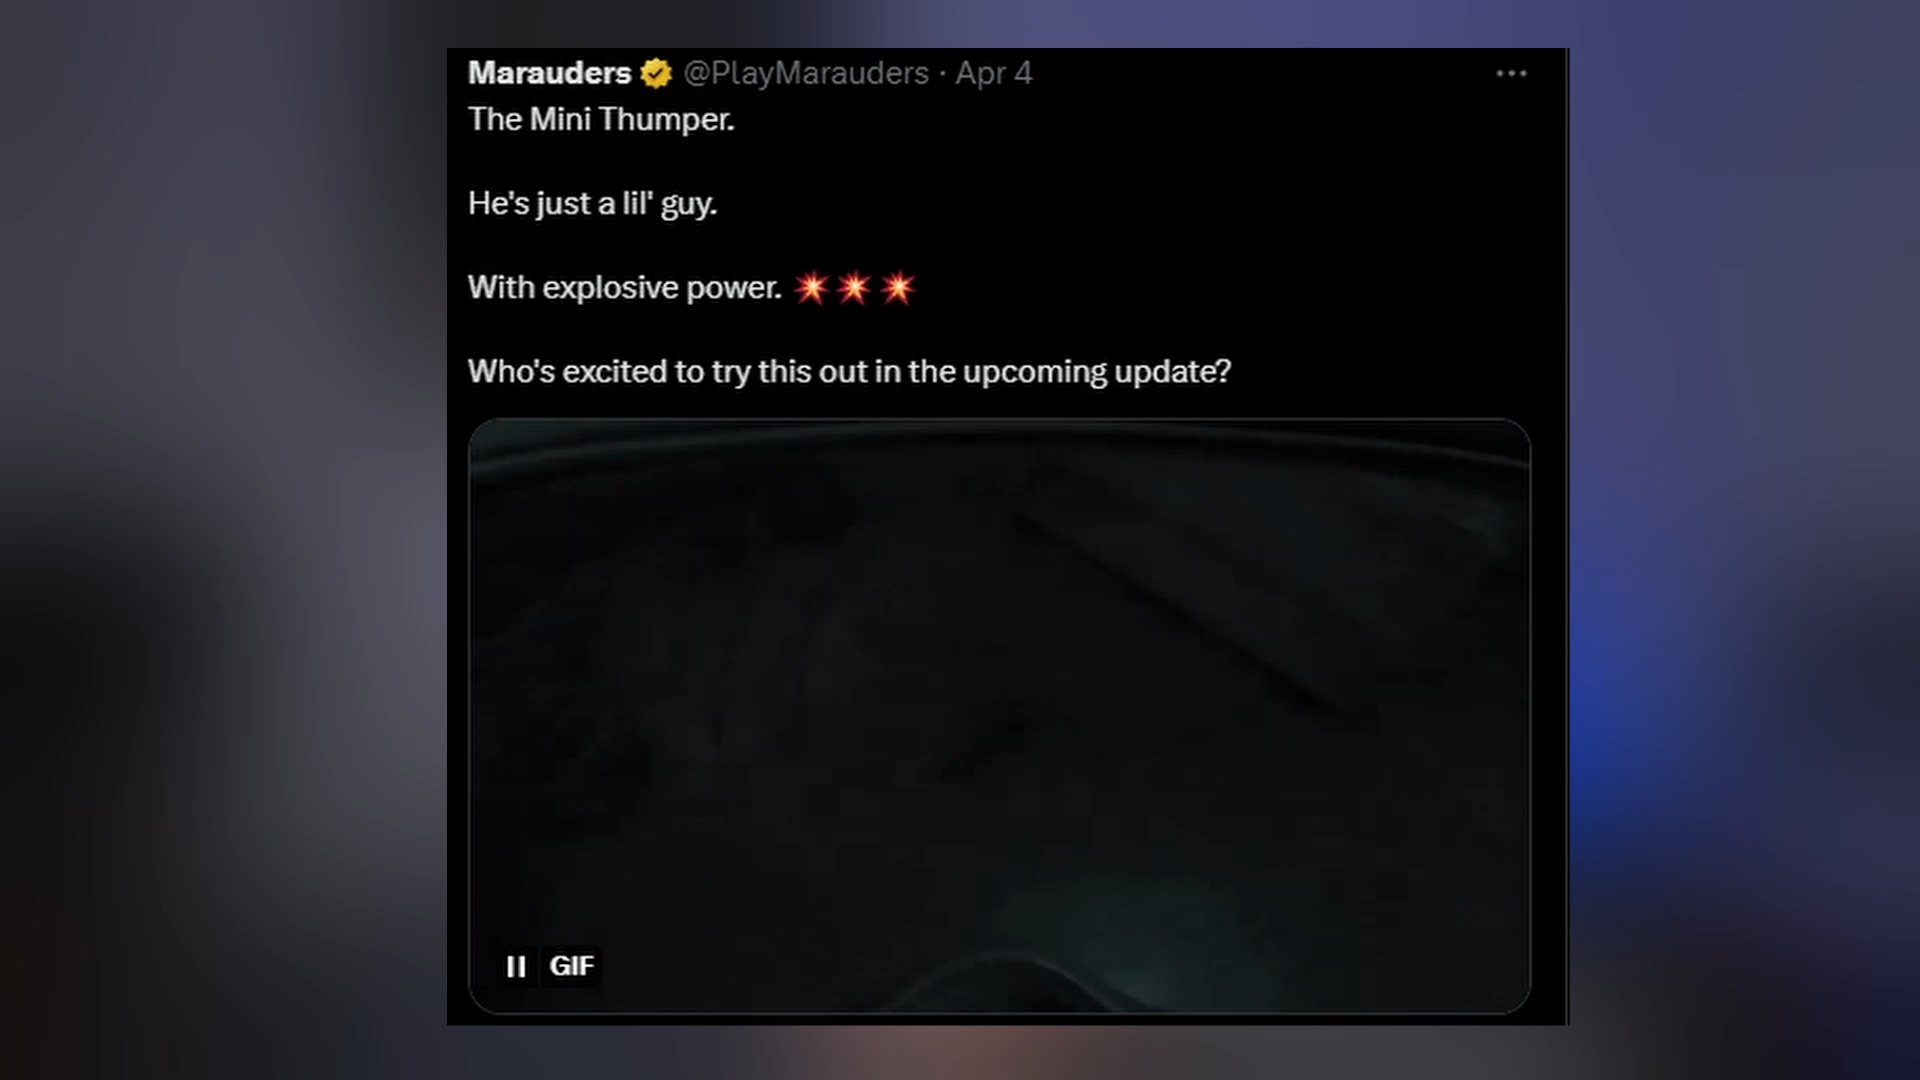 Marauders @PlayMarauders · Apr 4
The Mini Thumper.
He's just a lil' guy.
With explosive power. 💥💥💥
Who's excited to try this out in the upcoming update?
GIF